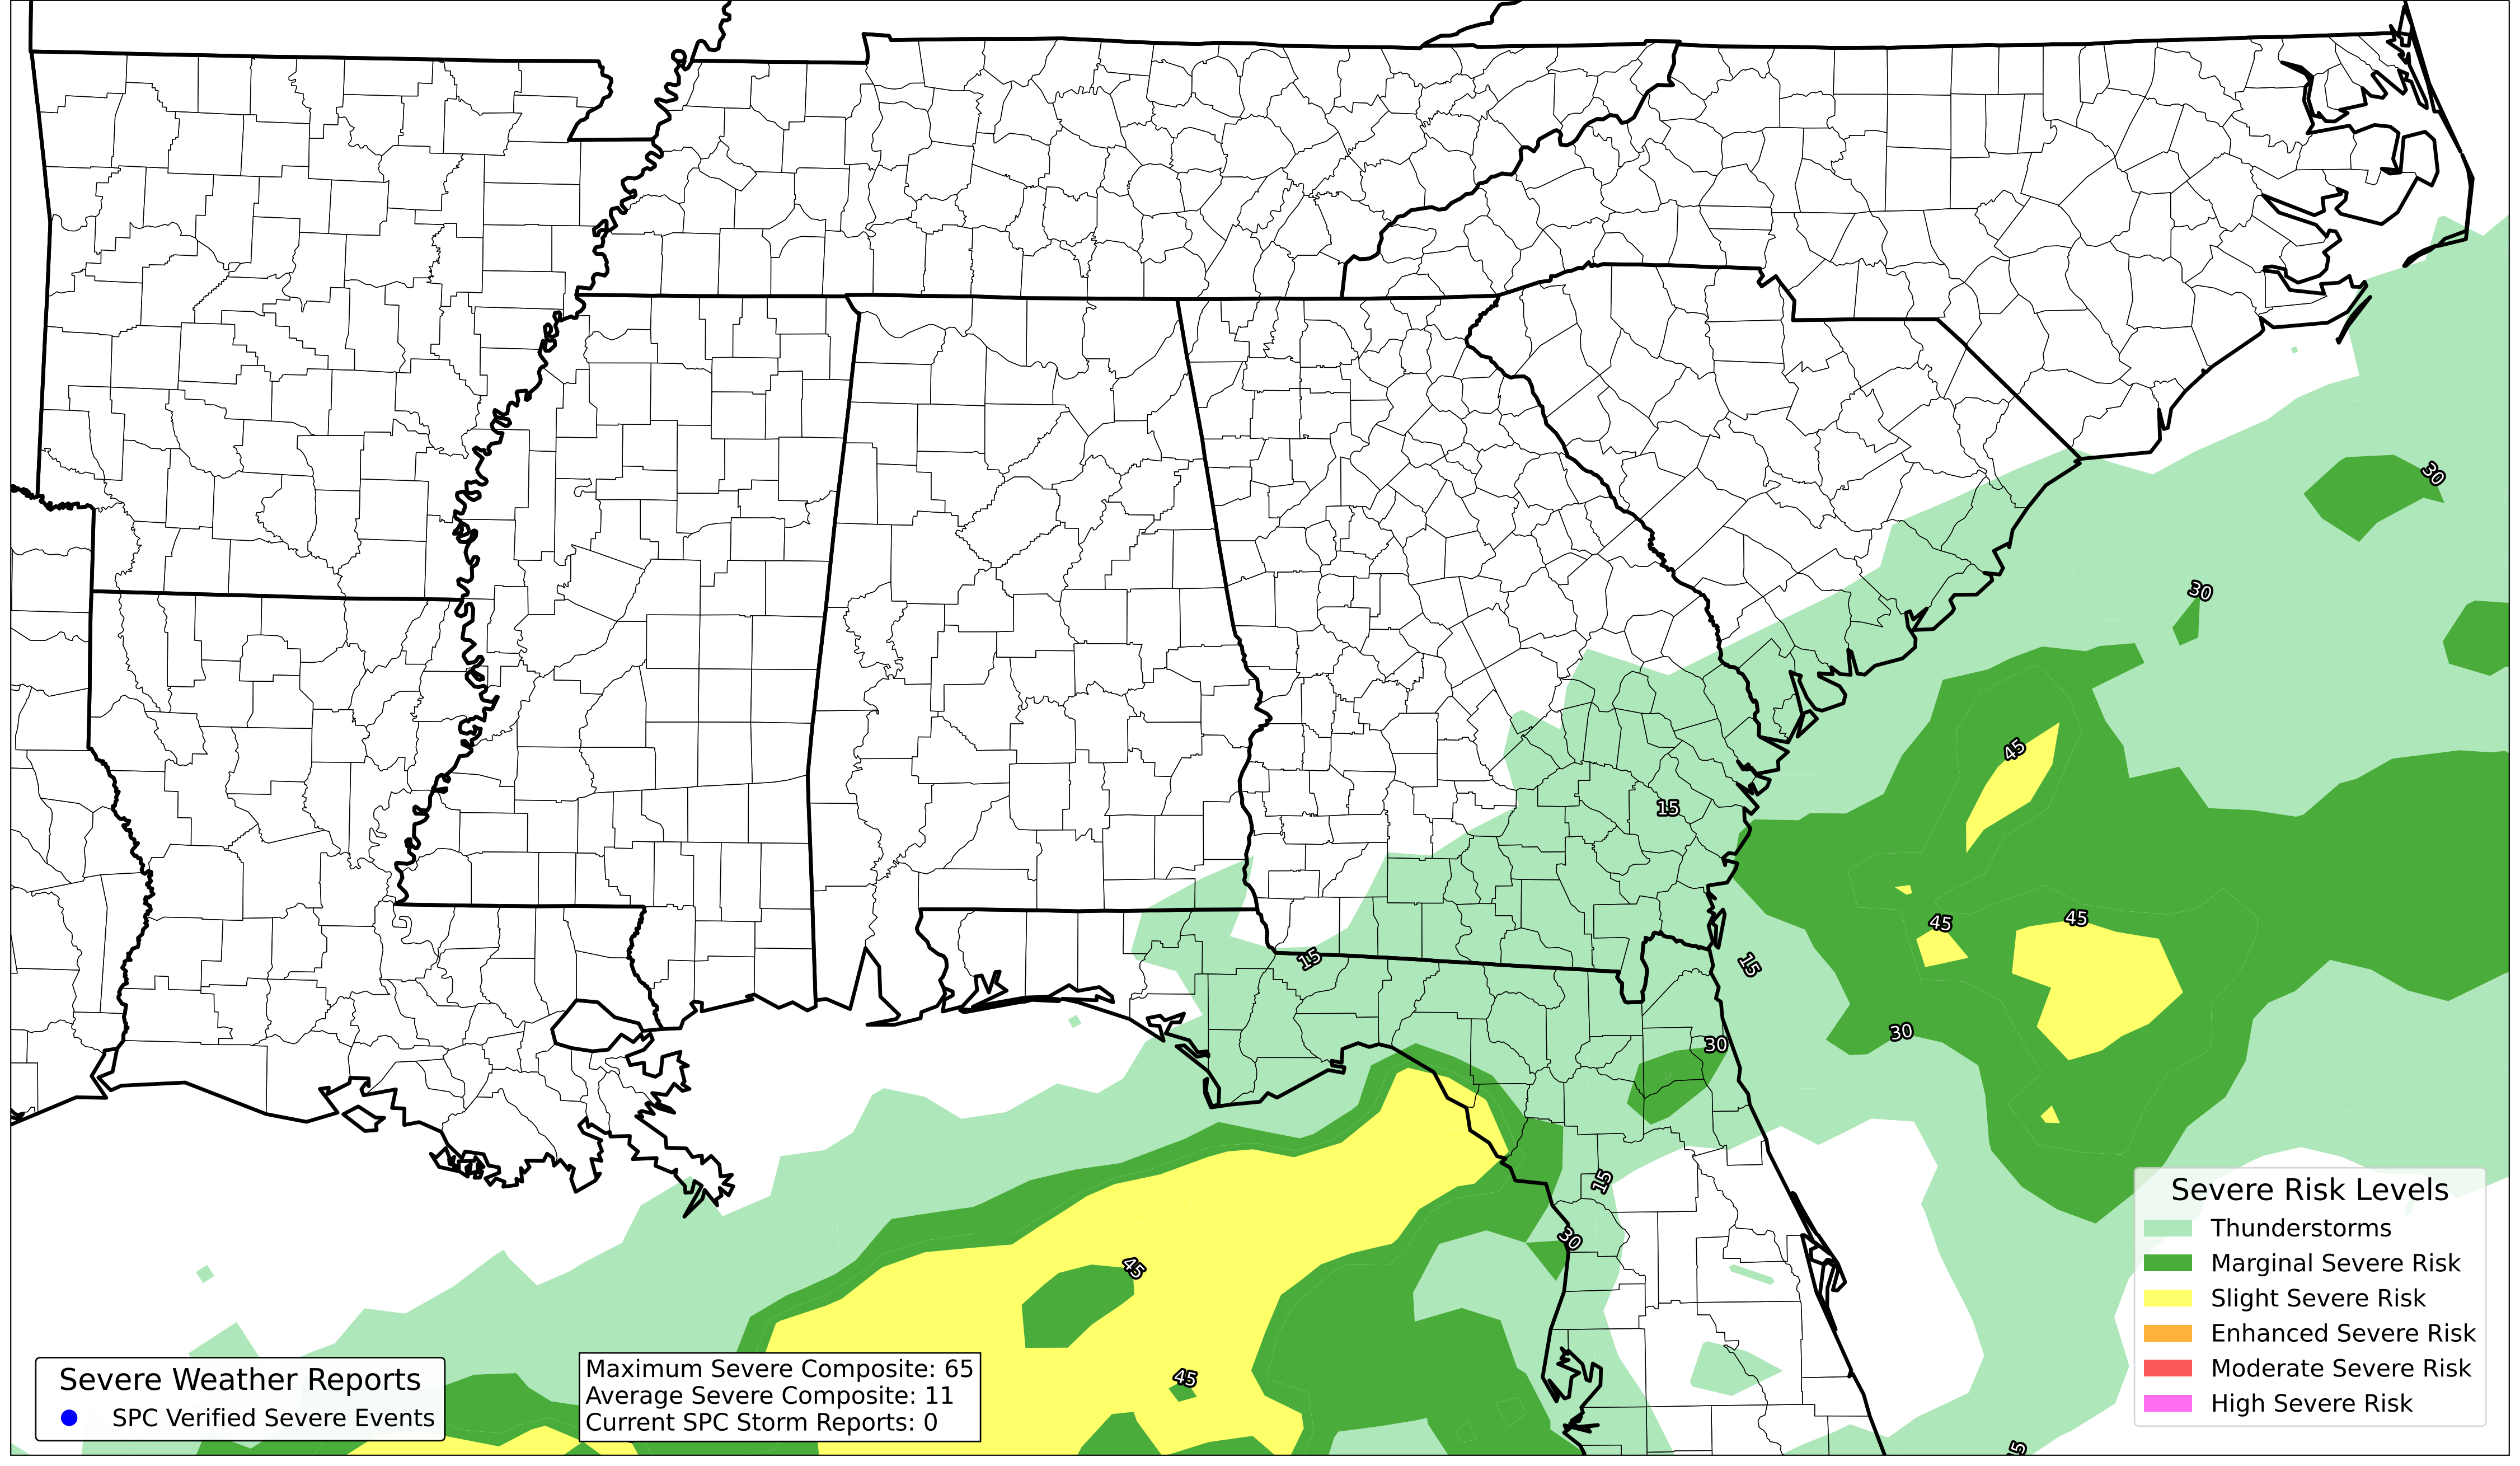 30
30
45
15
45
45
15
15
30
30
15
30
45
45
Severe Risk Levels
Thunderstorms
Marginal Severe Risk
Slight Severe Risk
Enhanced Severe Risk
Moderate Severe Risk
High Severe Risk
Severe Weather Reports
SPC Verified Severe Events
Maximum Severe Composite: 65
Average Severe Composite: 11
Current SPC Storm Reports: 0